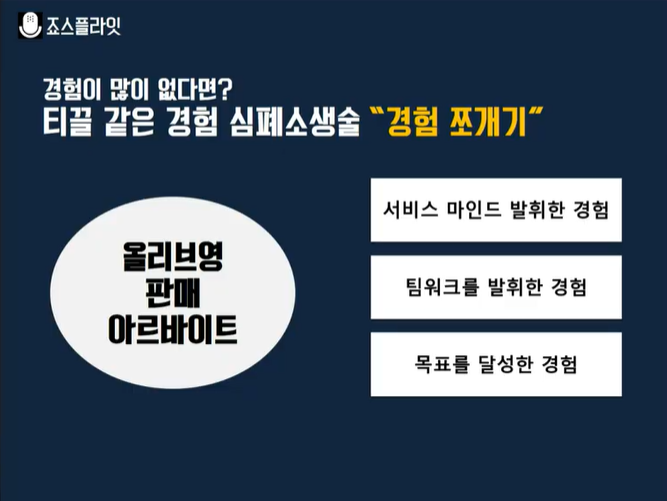 죠스플라잇
경험이 많이 없다면?
티끌 같은 경험 심폐소생술 “경험 쪼개기”
올리브영
판매
아르바이트
서비스 마인드 발휘한 경험
팀워크를 발휘한 경험
목표를 달성한 경험